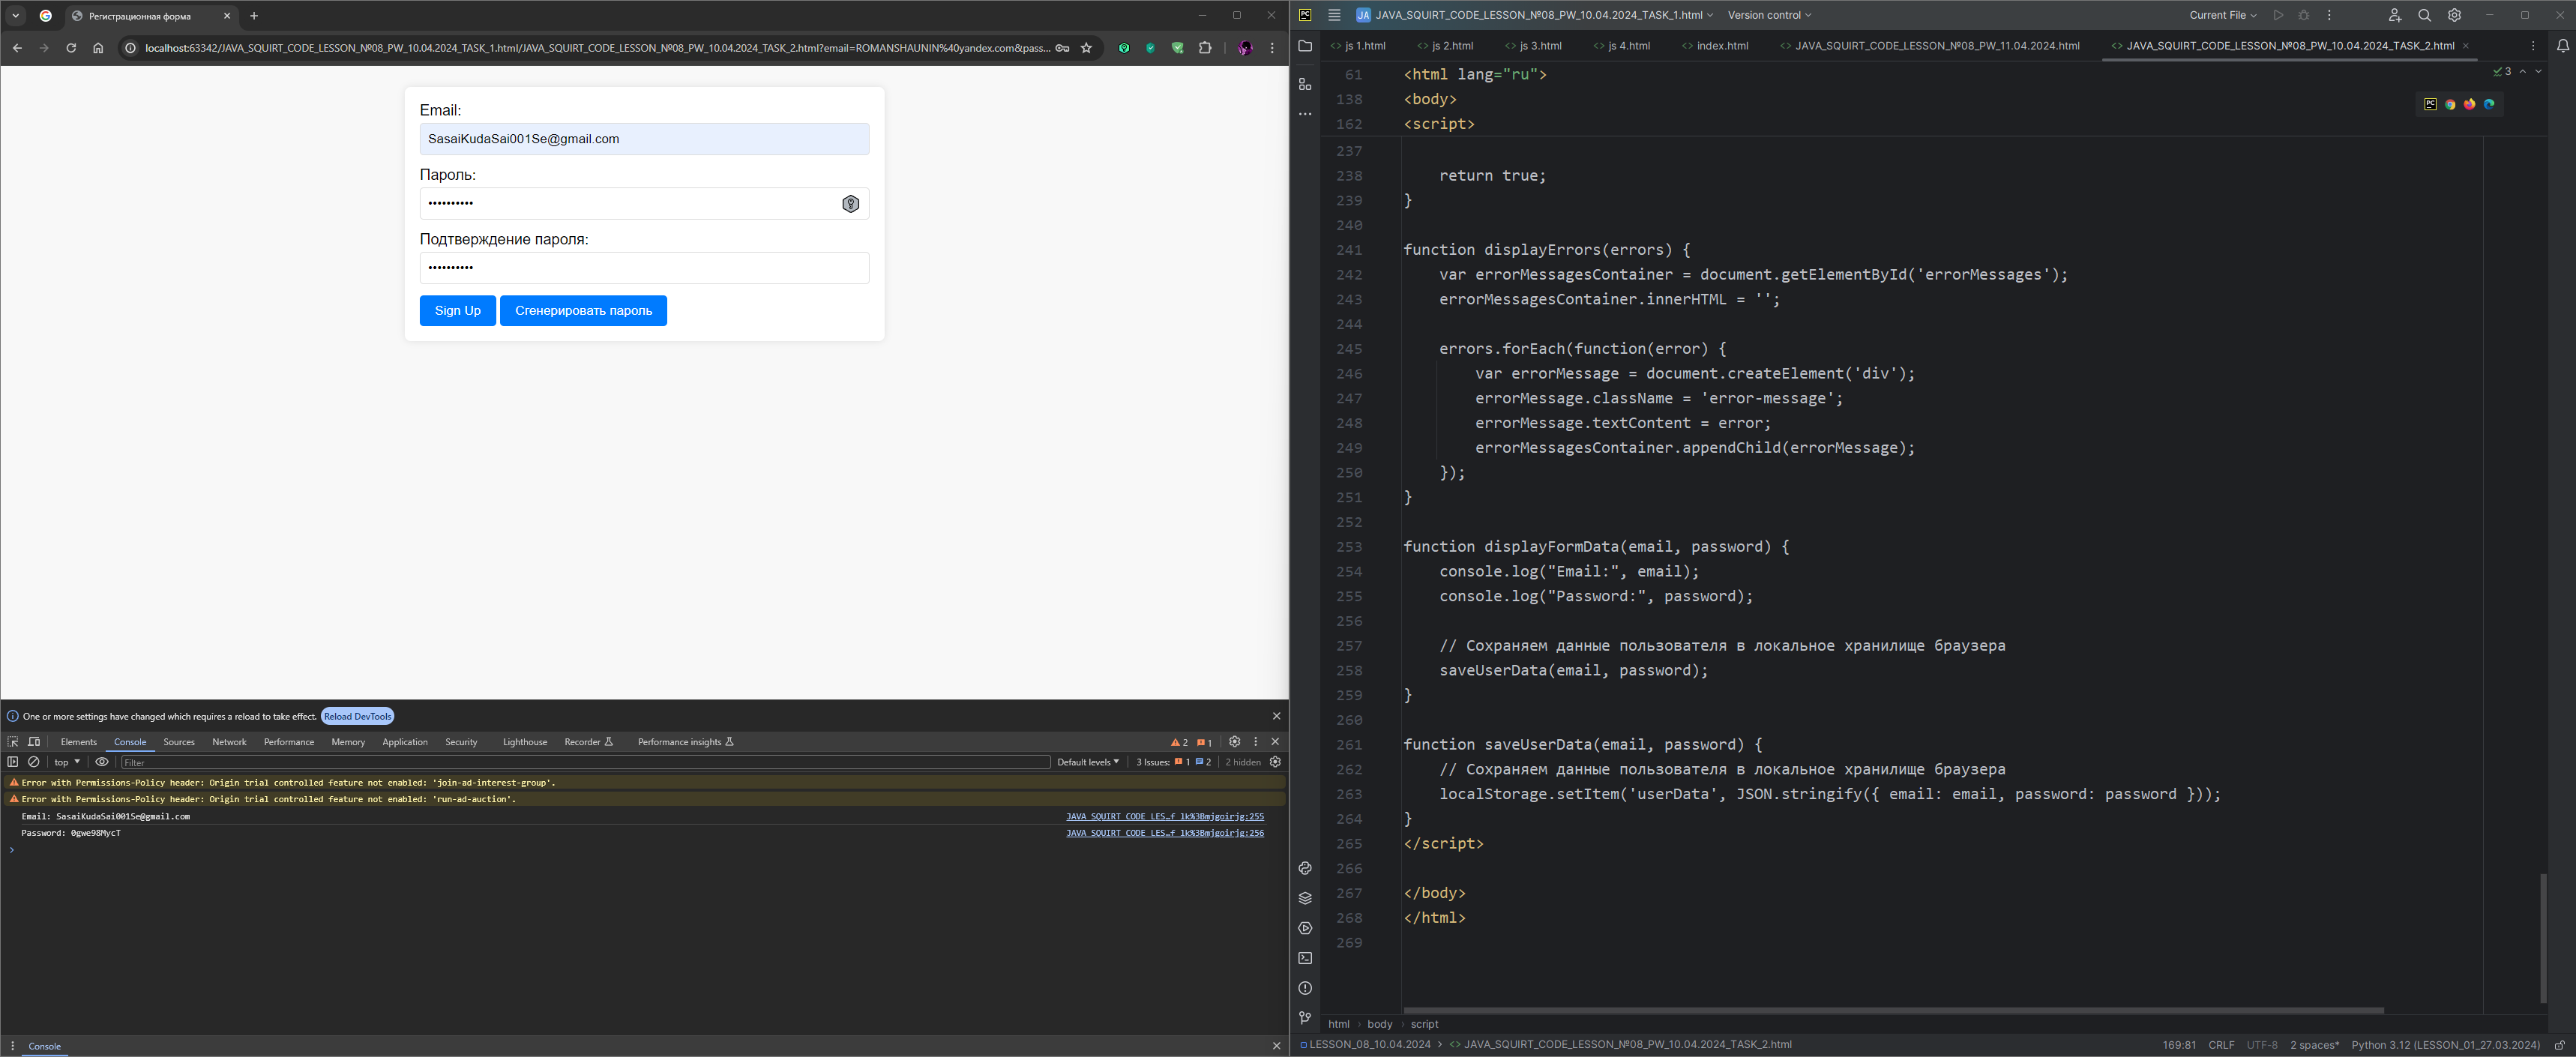 Регистрационная форма
localhost:63342/JAVA_SQUIRT_CODE_LESSON_№08_PW_10.04.2024_TASK_1.html/JAVA_SQUIRT_CODE_LESSON_№08_PW_10.04.2024_TASK_2.html?email=ROMANSHAUNIN%40yandex.com&pass...
Email:
SasaiKudaSai001Se@gmail.com
Пароль:
••••••••••
Подтверждение пароля:
••••••••••
Sign Up Сгенерировать пароль
One or more settings have changed which requires a reload to take effect. Reload DevTools
Elements Console Sources Network Performance Memory Application Security Lighthouse Recorder Performance insights 2 1
top Filter Default levels 3 Issues: 1 2 2 hidden
Error with Permissions-Policy header: Origin trial controlled feature not enabled: 'join-ad-interest-group'.
Error with Permissions-Policy header: Origin trial controlled feature not enabled: 'run-ad-auction'.
Email: SasaiKudaSai001Se@gmail.com JAVA SQUIRT CODE LES…f lk%3Bmjgoirjg:255
Password: 0gwe98MycT JAVA SQUIRT CODE LES…f lk%3Bmjgoirjg:256
Console
PC JA JAVA_SQUIRT_CODE_LESSON_№08_PW_10.04.2024_TASK_1.html Version control Current File
js 1.html js 2.html js 3.html js 4.html index.html JAVA_SQUIRT_CODE_LESSON_№08_PW_11.04.2024.html JAVA_SQUIRT_CODE_LESSON_№08_PW_10.04.2024_TASK_2.html
3
61 <html lang="ru">
138 <body>
162 <script>
237
238 return true;
239 }
240
241 function displayErrors(errors) {
242 var errorMessagesContainer = document.getElementById('errorMessages');
243 errorMessagesContainer.innerHTML = '';
244
245 errors.forEach(function(error) {
246 var errorMessage = document.createElement('div');
247 errorMessage.className = 'error-message';
248 errorMessage.textContent = error;
249 errorMessagesContainer.appendChild(errorMessage);
250 });
251 }
252
253 function displayFormData(email, password) {
254 console.log("Email:", email);
255 console.log("Password:", password);
256
257 // Сохраняем данные пользователя в локальное хранилище браузера
258 saveUserData(email, password);
259 }
260
261 function saveUserData(email, password) {
262 // Сохраняем данные пользователя в локальное хранилище браузера
263 localStorage.setItem('userData', JSON.stringify({ email: email, password: password }));
264 }
265 </script>
266
267 </body>
268 </html>
269
html › body › script
LESSON_08_10.04.2024 › JAVA_SQUIRT_CODE_LESSON_№08_PW_10.04.2024_TASK_2.html 169:81 CRLF UTF-8 2 spaces* Python 3.12 (LESSON_01_27.03.2024)